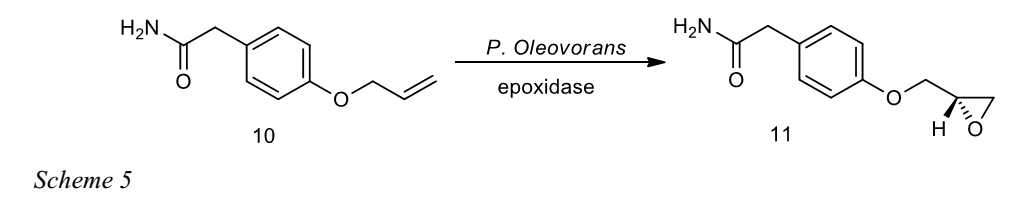 H₂N
O
O
10
P. Oleovorans
epoxidase
H₂N
O
O
H
O
11
Scheme 5